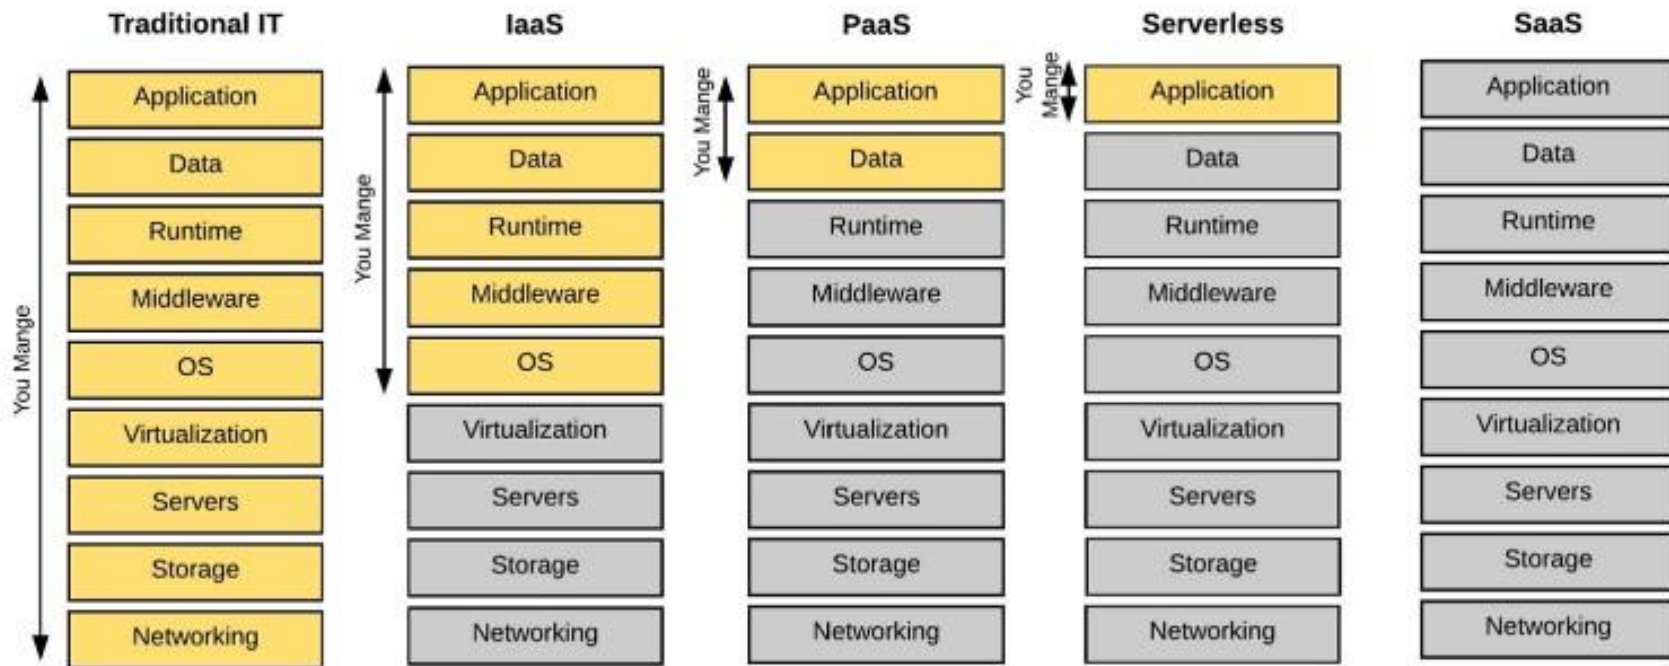 Traditional IT
You Mange
Application
Data
Runtime
Middleware
OS
Virtualization
Servers
Storage
Networking
IaaS
You Mange
Application
Data
Runtime
Middleware
OS
Virtualization
Servers
Storage
Networking
PaaS
You Mange
Application
Data
Runtime
Middleware
OS
Virtualization
Servers
Storage
Networking
Serverless
You
Mange
Application
Data
Runtime
Middleware
OS
Virtualization
Servers
Storage
Networking
SaaS
Application
Data
Runtime
Middleware
OS
Virtualization
Servers
Storage
Networking